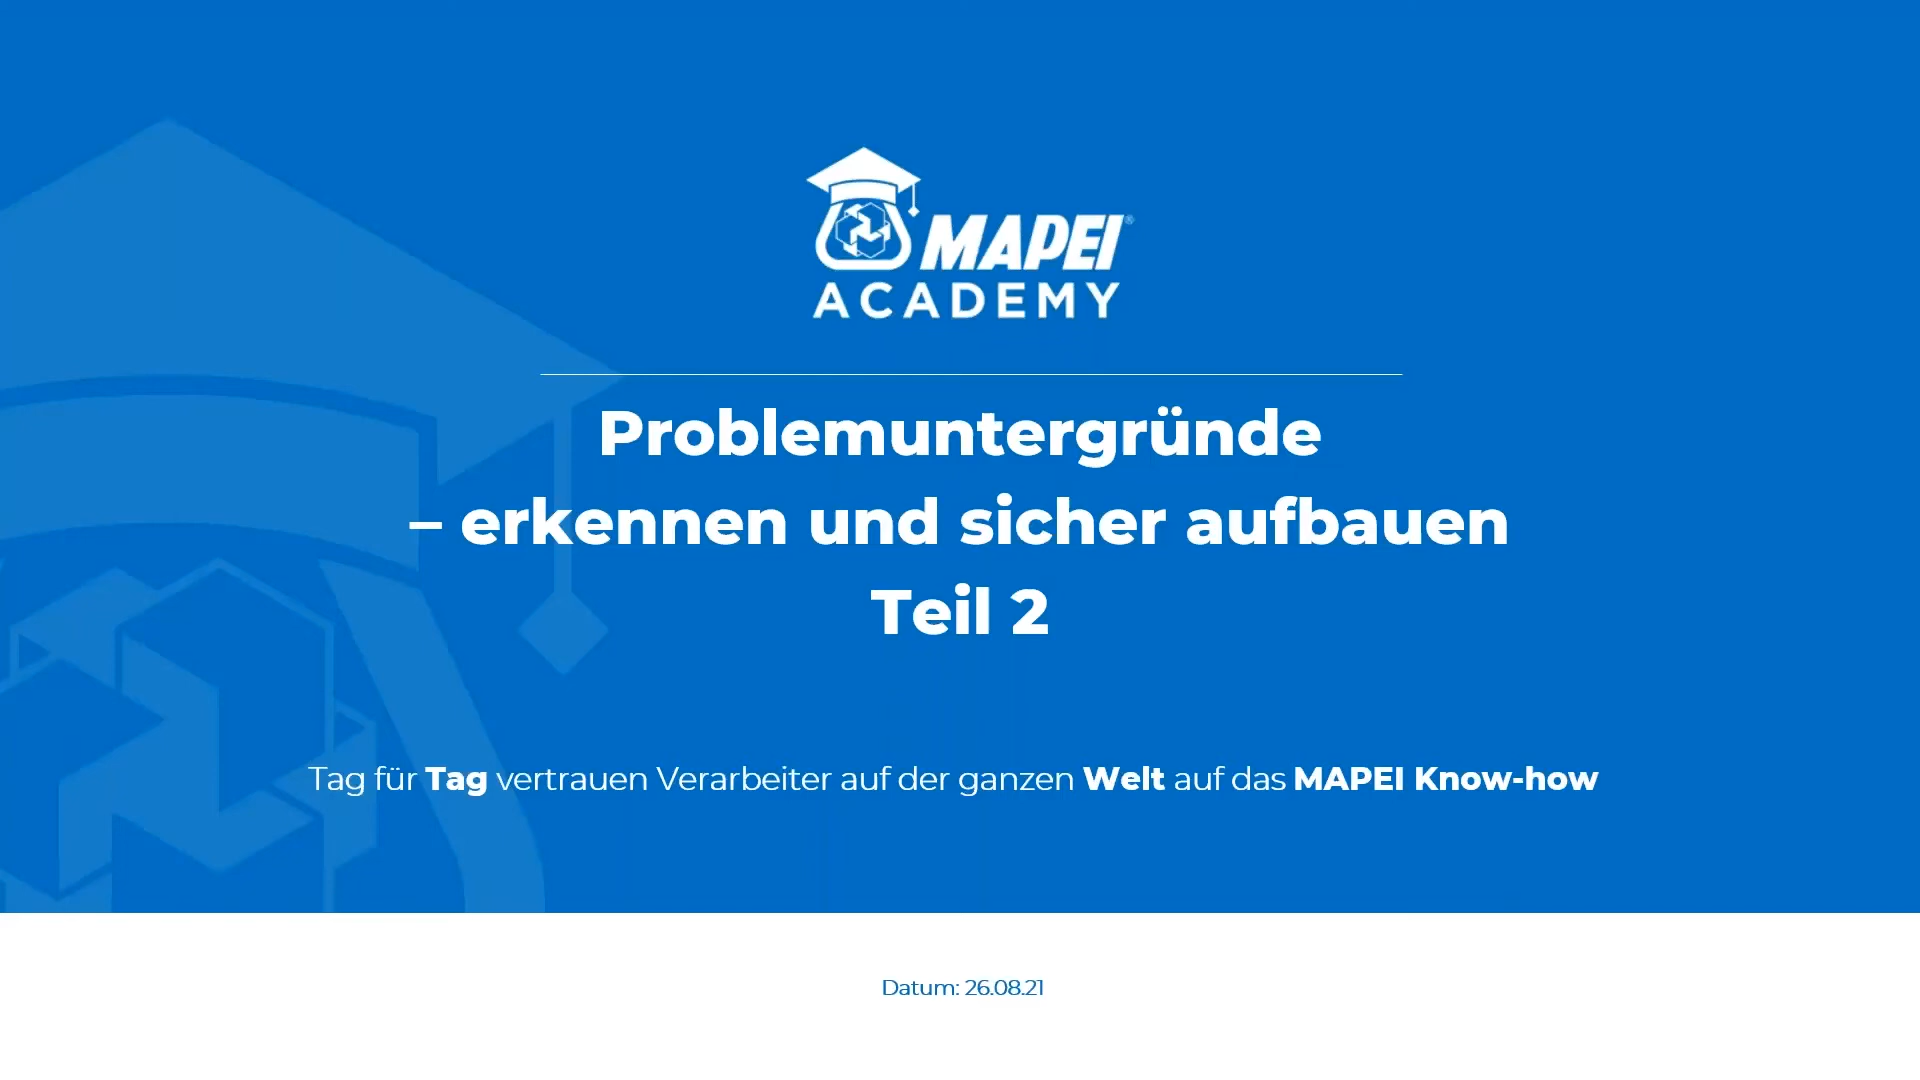 MAPEI®
ACADEMY
Problemuntergründe
– erkennen und sicher aufbauen
Teil 2
Tag für Tag vertrauen Verarbeiter auf der ganzen Welt auf das MAPEI Know-how
Datum: 26.08.21